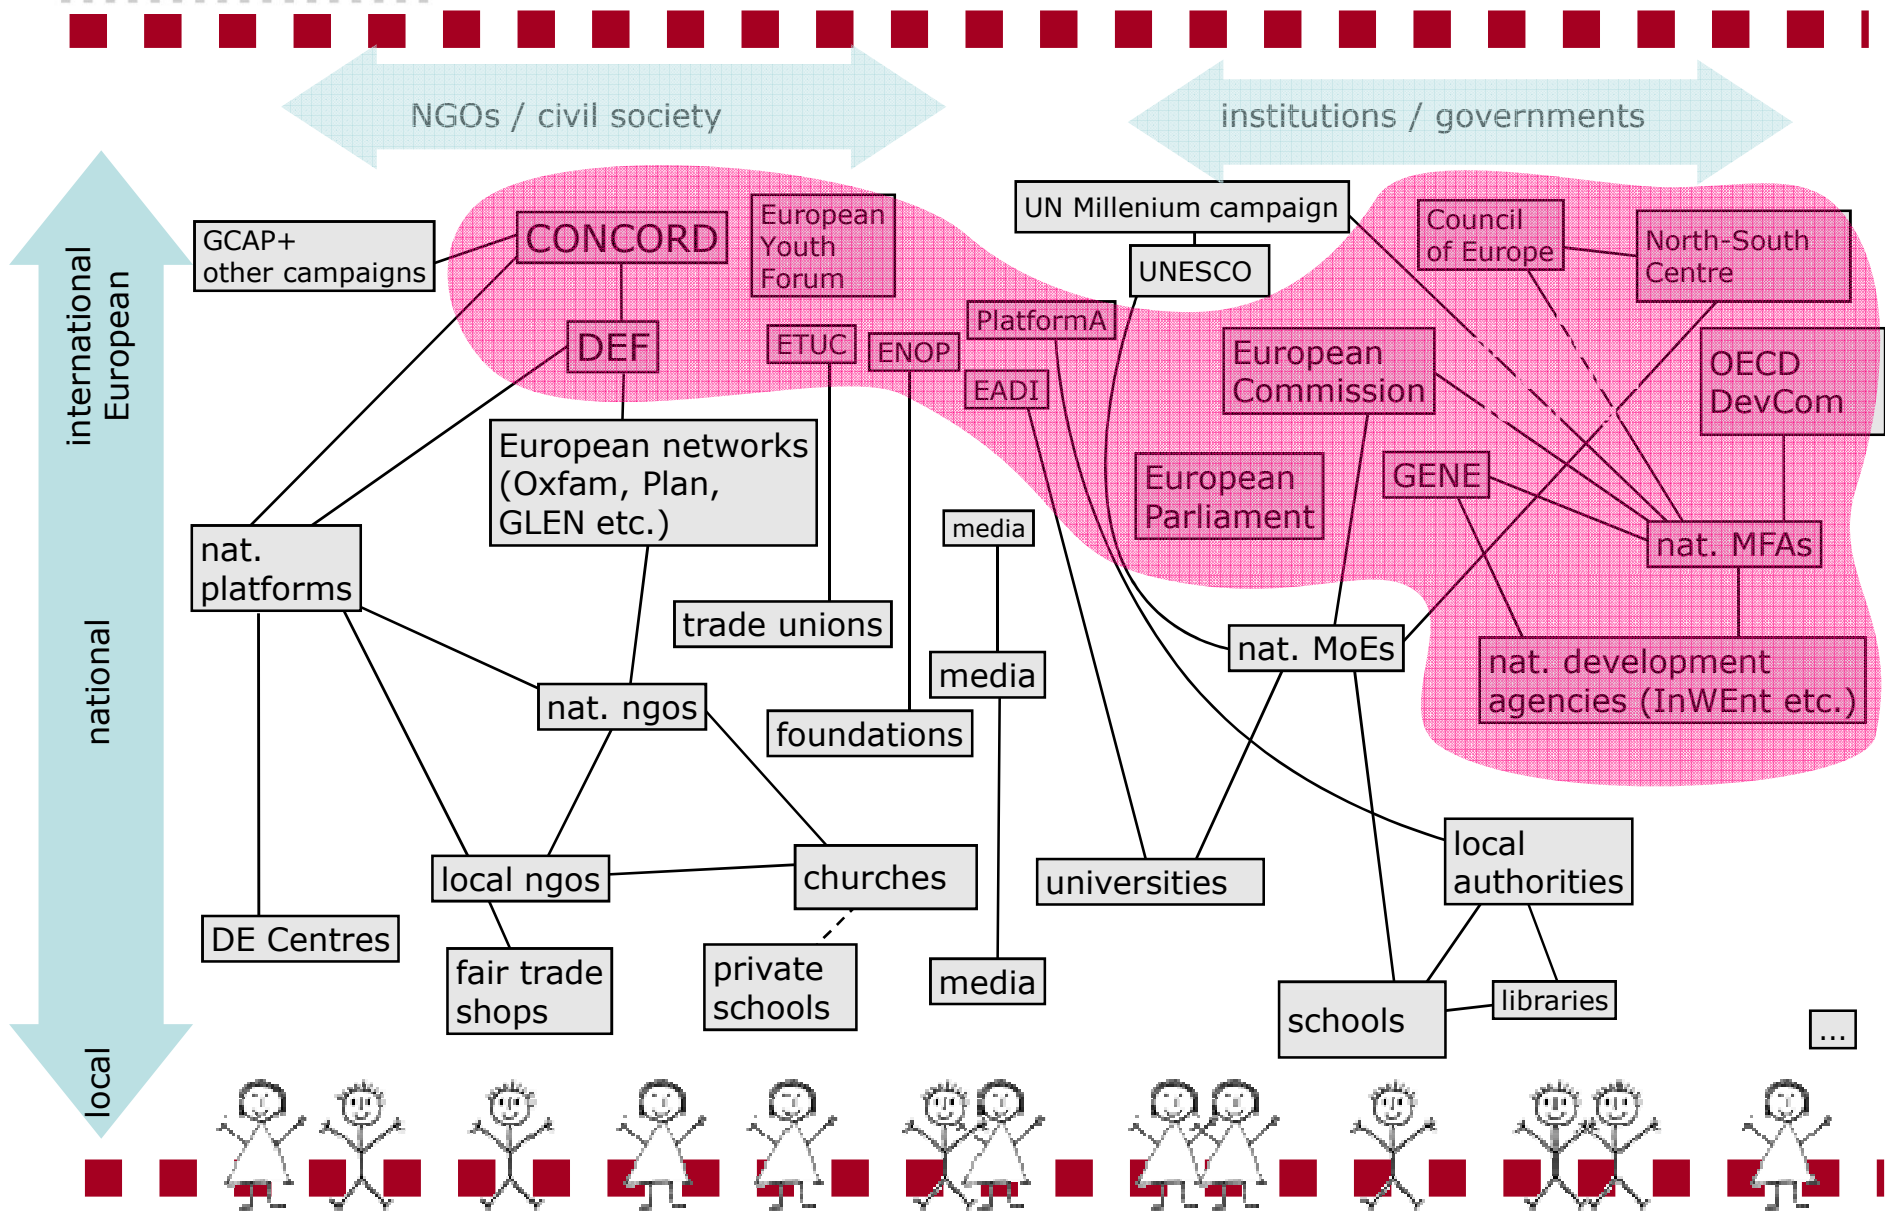 NGOs / civil society
institutions / governments
international
European
national
local
GCAP+
other campaigns
CONCORD
European
Youth
Forum
UN Millenium campaign
UNESCO
Council
of Europe
North-South
Centre
DEF
ETUC
ENOP
PlatformA
EADI
European
Commission
OECD
DevCom
European networks
(Oxfam, Plan,
GLEN etc.)
European
Parliament
GENE
nat.
platforms
media
nat. MFAs
trade unions
nat. MoEs
nat. development
agencies (InWEnt etc.)
media
nat. ngos
foundations
local ngos
churches
universities
local
authorities
DE Centres
fair trade
shops
private
schools
media
schools
libraries
...